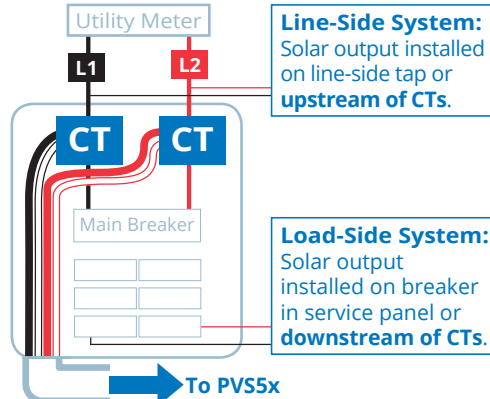 Utility Meter
L1
L2
Line-Side System:
Solar output installed
on line-side tap or
upstream of CTs.
CT
CT
Main Breaker
Load-Side System:
Solar output
installed on breaker
in service panel or
downstream of CTs.
To PVS5x